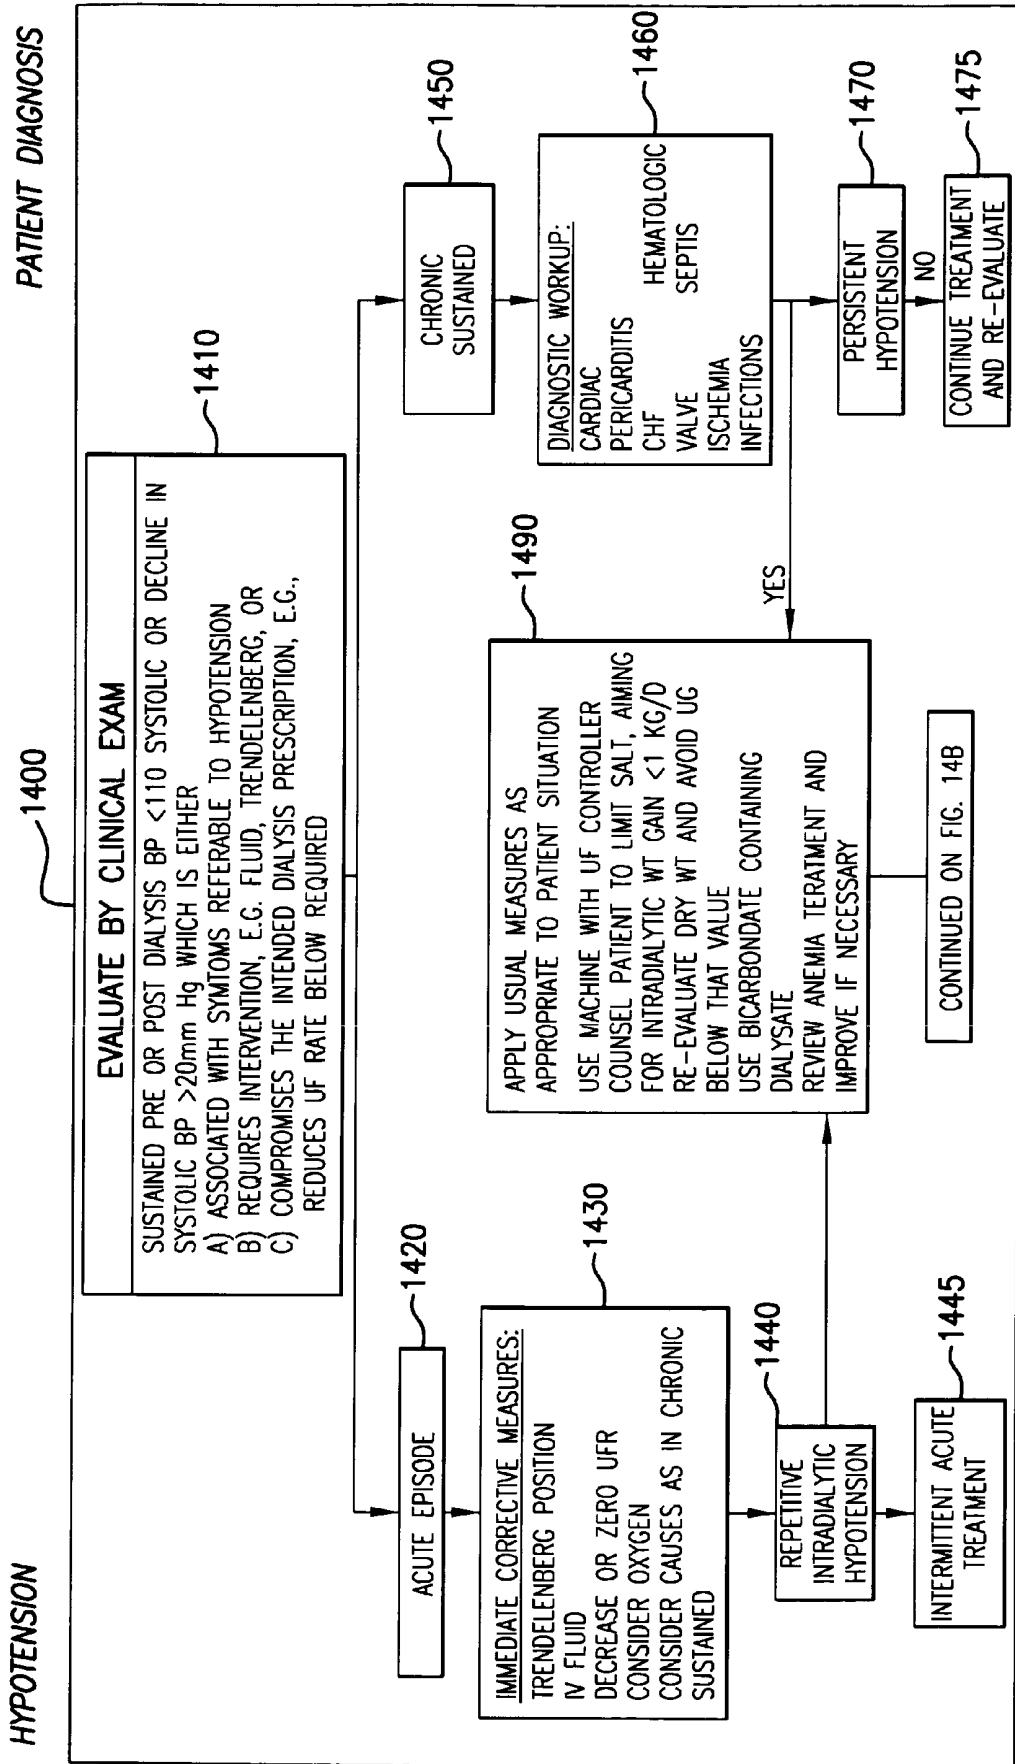 HYPOTENSION
PATIENT DIAGNOSIS
1400
EVALUATE BY CLINICAL EXAM
SUSTAINED PRE OR POST DIALYSIS BP <110 SYSTOLIC OR DECLINE IN
SYSTOLIC BP >20mm Hg WHICH IS EITHER
A) ASSOCIATED WITH SYMTOMS REFERABLE TO HYPOTENSION
B) REQUIRES INTERVENTION, E.G. FLUID, TRENDELENBERG, OR
C) COMPROMISES THE INTENDED DIALYSIS PRESCRIPTION, E.G.,
REDUCES UF RATE BELOW REQUIRED
1410
ACUTE EPISODE
1420
IMMEDIATE CORRECTIVE MEASURES:
TRENDELENBERG POSITION
IV FLUID
DECREASE OR ZERO UFR
CONSIDER OXYGEN
CONSIDER CAUSES AS IN CHRONIC
SUSTAINED
1430
REPETITIVE
INTRADIALYTIC
HYPOTENSION
1440
INTERMITTENT ACUTE
TREATMENT
1445
APPLY USUAL MEASURES AS
APPROPRIATE TO PATIENT SITUATION
USE MACHINE WITH UF CONTROLLER
COUNSEL PATIENT TO LIMIT SALT, AIMING
FOR INTRADIALYTIC WT GAIN <1 KG/D
RE-EVALUATE DRY WT AND AVOID UG
BELOW THAT VALUE
USE BICARBONDATE CONTAINING
DIALYSATE
REVIEW ANEMIA TERATMENT AND
IMPROVE IF NECESSARY
1490
CONTINUED ON FIG. 14B
CHRONIC
SUSTAINED
1450
DIAGNOSTIC WORKUP:
CARDIAC
PERICARDITIS
CHF HEMATOLOGIC
VALVE SEPTIS
ISCHEMIA
INFECTIONS
1460
YES
PERSISTENT
HYPOTENSION
1470
NO
CONTINUE TREATMENT
AND RE-EVALUATE
1475